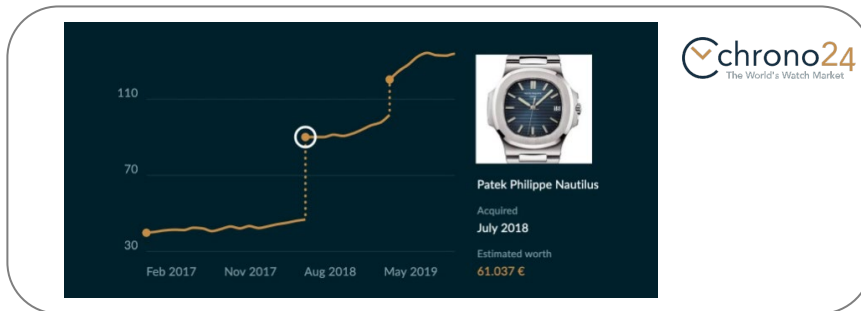 chrono24
The World's Watch Market
110
70
30
Feb 2017
Nov 2017
Aug 2018
May 2019
Patek Philippe Nautilus
Acquired
July 2018
Estimated worth
61.037 €